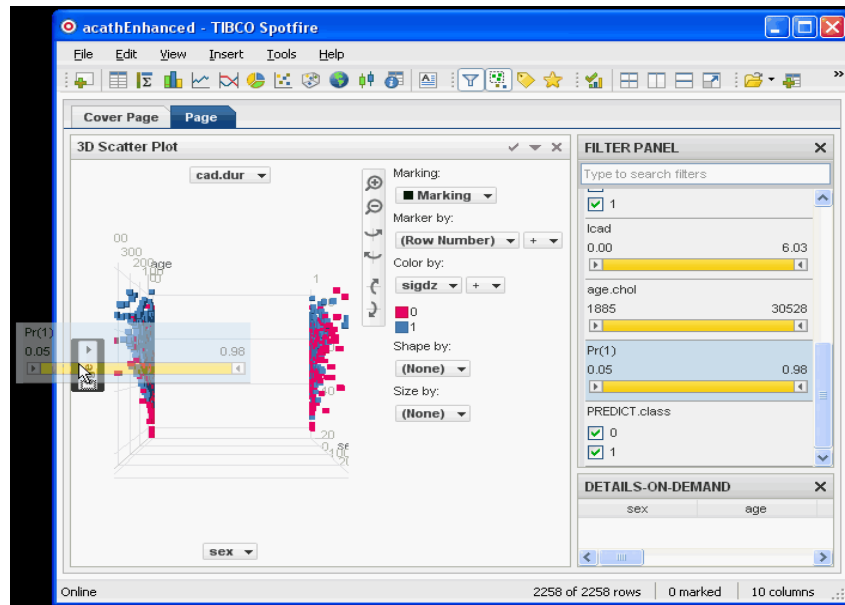 acathEnhanced - TIBCO Spotfire
File Edit View Insert Tools Help
Cover Page Page
3D Scatter Plot
cad.dur
00
300
200
100
age
1
20
sex
Pr(1)
0.05 0.98
Marking:
Marking
Marker by:
(Row Number) +
Color by:
sigdz +
0
1
Shape by:
(None)
Size by:
(None)
FILTER PANEL
Type to search filters
1
lcad
0.00 6.03
age.chol
1885 30528
Pr(1)
0.05 0.98
PREDICT.class
0
1
DETAILS-ON-DEMAND
sex age
Online 2258 of 2258 rows 0 marked 10 columns